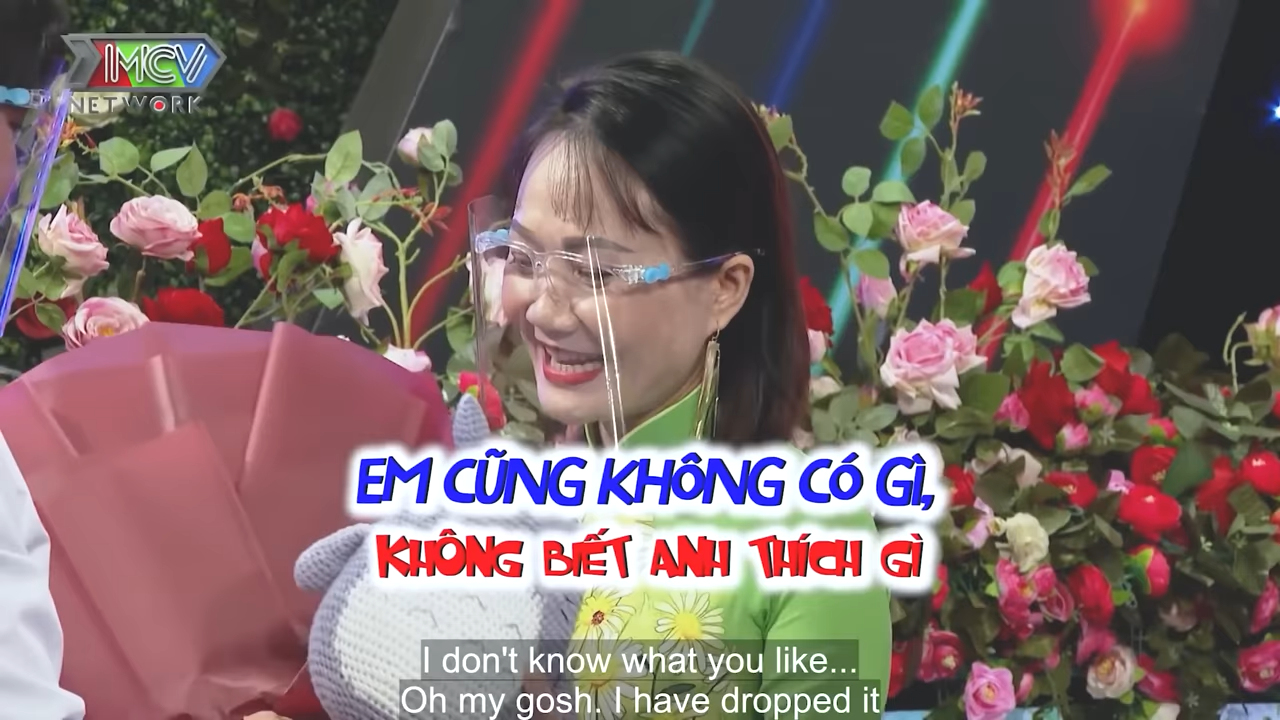 MCV
NETWORK
EM CŨNG KHÔNG CÓ GÌ,
KHÔNG BIẾT ANH THÍCH GÌ
I don't know what you like...
Oh my gosh. I have dropped it